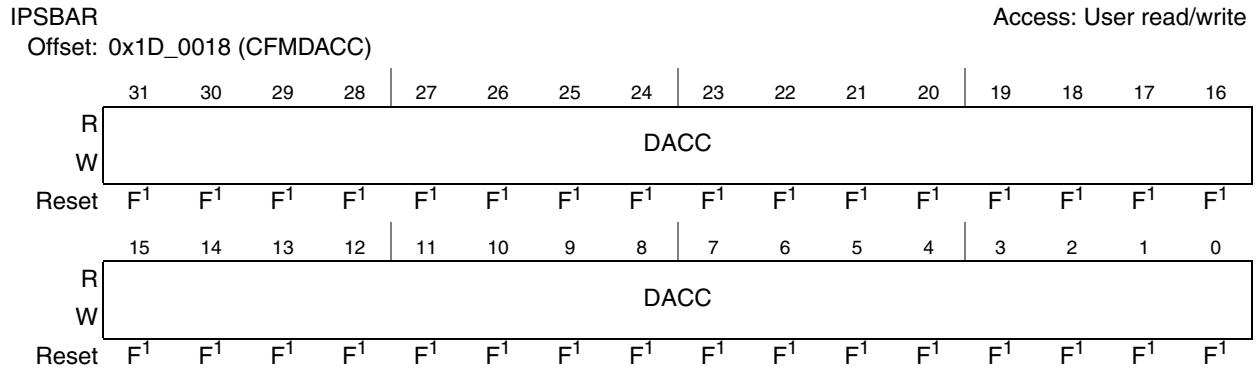 IPSBAR Access: User read/write
Offset: 0x1D_0018 (CFMDACC)
31 30 29 28 27 26 25 24 23 22 21 20 19 18 17 16
R
DACC
W
Reset F1 F1 F1 F1 F1 F1 F1 F1 F1 F1 F1 F1 F1 F1 F1 F1
15 14 13 12 11 10 9 8 7 6 5 4 3 2 1 0
R
DACC
W
Reset F1 F1 F1 F1 F1 F1 F1 F1 F1 F1 F1 F1 F1 F1 F1 F1